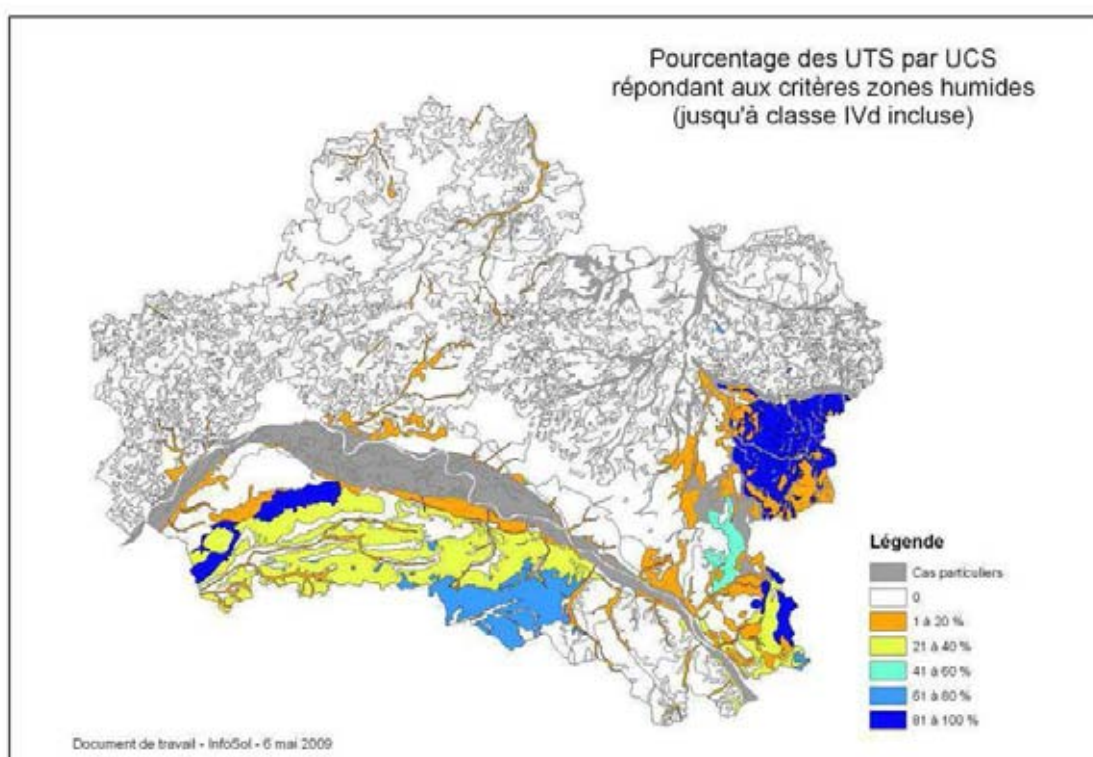 Pourcentage des UTS par UCS
répondant aux critères zones humides
(jusqu'à classe IVd incluse)
Légende
Cas particuliers
0
1 à 20 %
21 à 40 %
41 à 60 %
61 à 80 %
81 à 100 %
Document de travail - InfoSol - 6 mai 2009